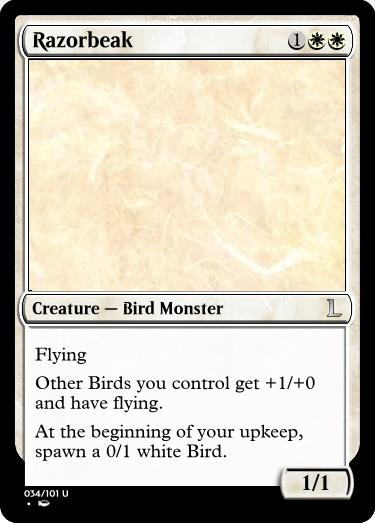 Razorbeak 1
Creature — Bird Monster L
Flying
Other Birds you control get +1/+0
and have flying.
At the beginning of your upkeep,
spawn a 0/1 white Bird.
1/1
034/101 U